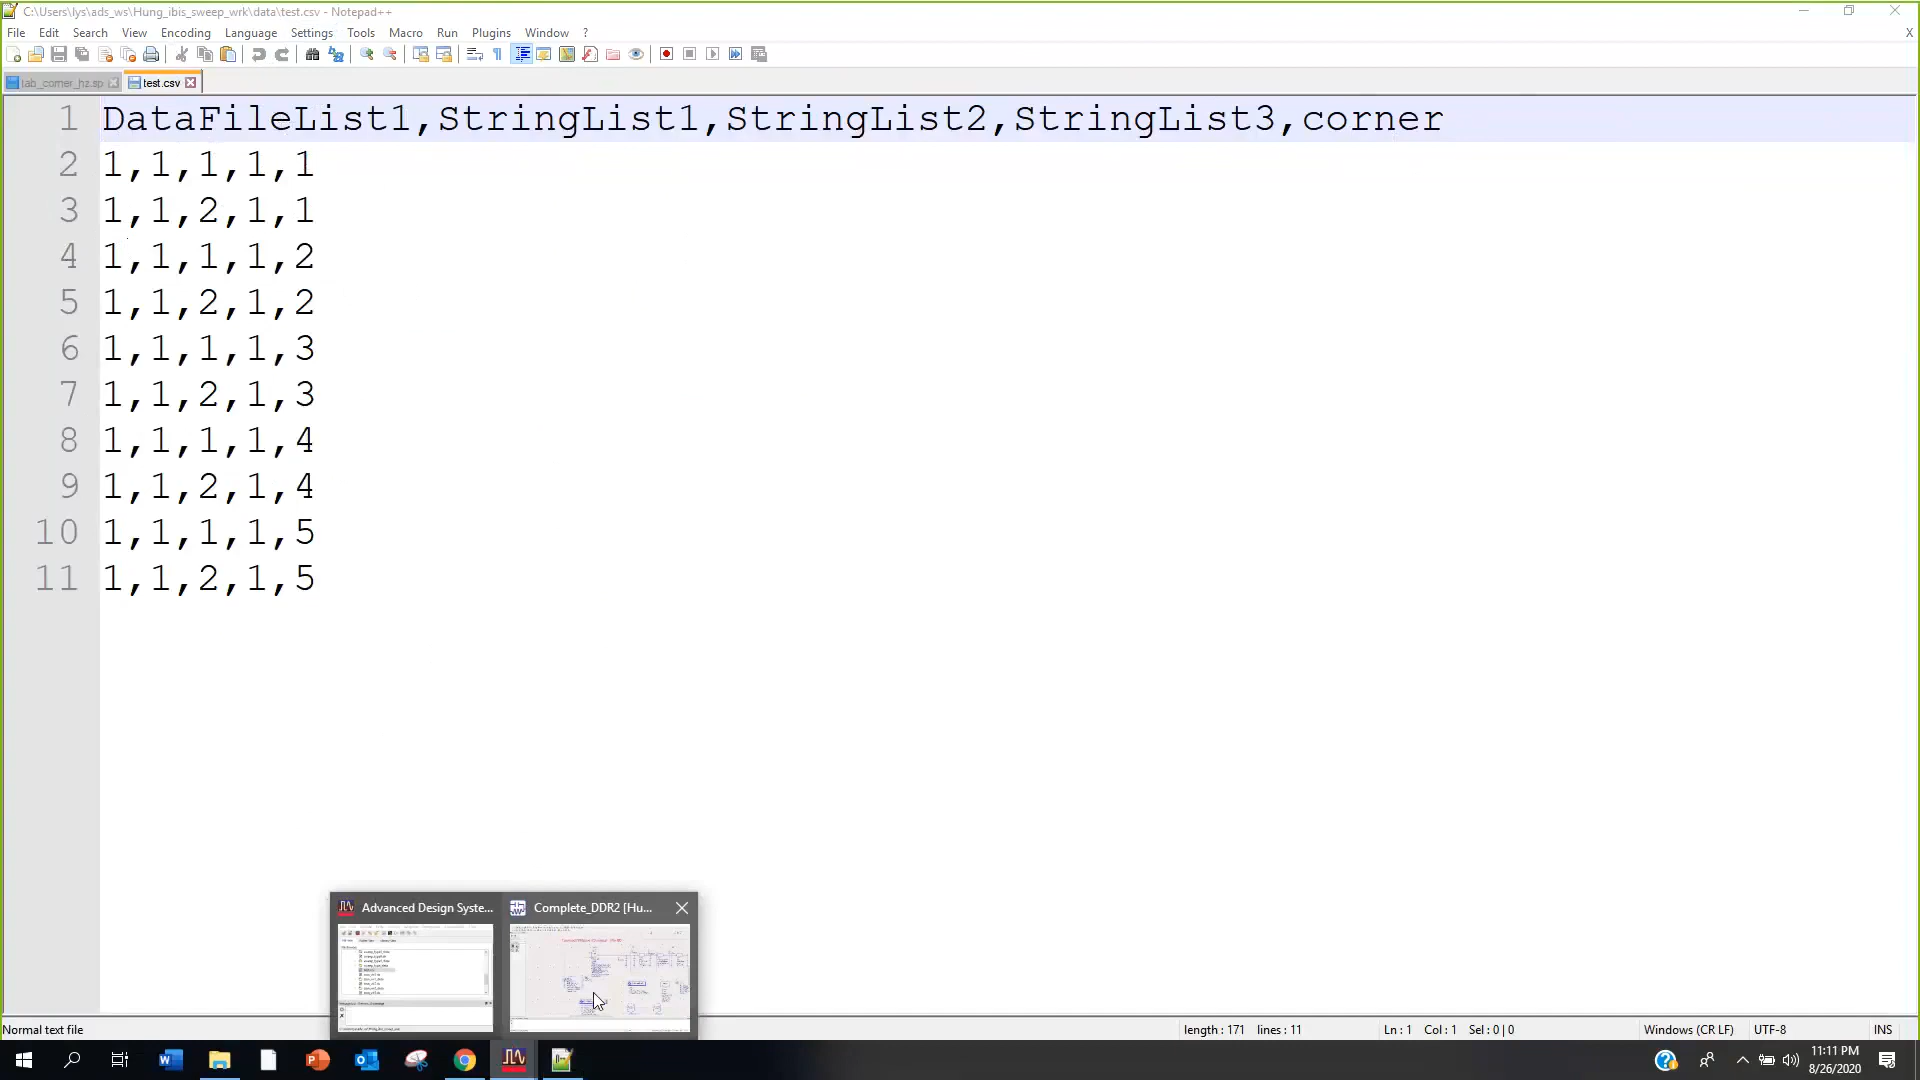 C:\Users\lys\ads_ws\Hung_ibis_sweep_wrk\data\test.csv - Notepad++
File Edit Search View Encoding Language Settings Tools Macro Run Plugins Window ? X
lab_corner_hz.sp test.csv
1 DataFileList1,StringList1,StringList2,StringList3,corner
2 1,1,1,1,1
3 1,1,2,1,1
4 1,1,1,1,2
5 1,1,2,1,2
6 1,1,1,1,3
7 1,1,2,1,3
8 1,1,1,1,4
9 1,1,2,1,4
10 1,1,1,1,5
11 1,1,2,1,5
Advanced Design Syste... Complete_DDR2 [Hu...
Normal text file length : 171 lines : 11 Ln : 1 Col : 1 Sel : 0 | 0 Windows (CR LF) UTF-8 INS
11:11 PM
8/26/2020